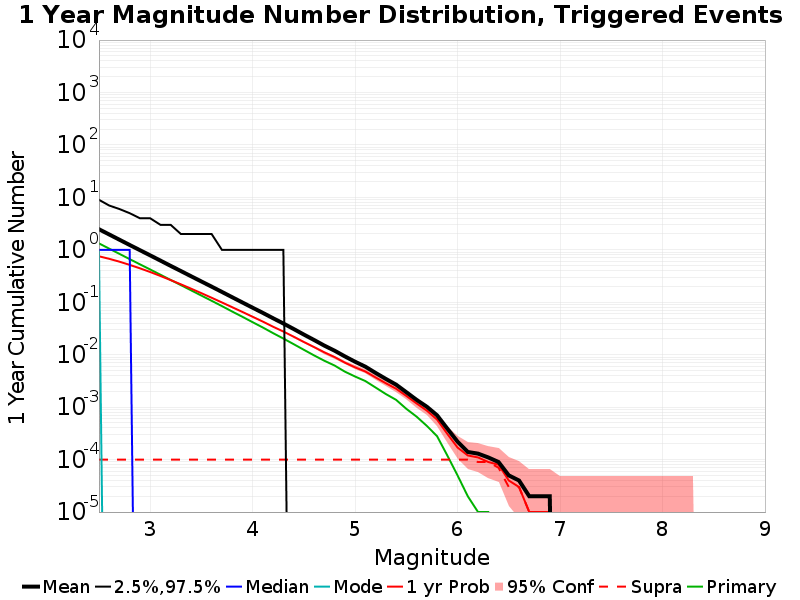 1 Year Magnitude Number Distribution, Triggered Events
1 Year Cumulative Number
10^4
10^3
10^2
10^1
10^0
10^-1
10^-2
10^-3
10^-4
10^-5
3 4 5 6 7 8 9
Magnitude
Mean 2.5%,97.5% Median Mode 1 yr Prob 95% Conf Supra Primary